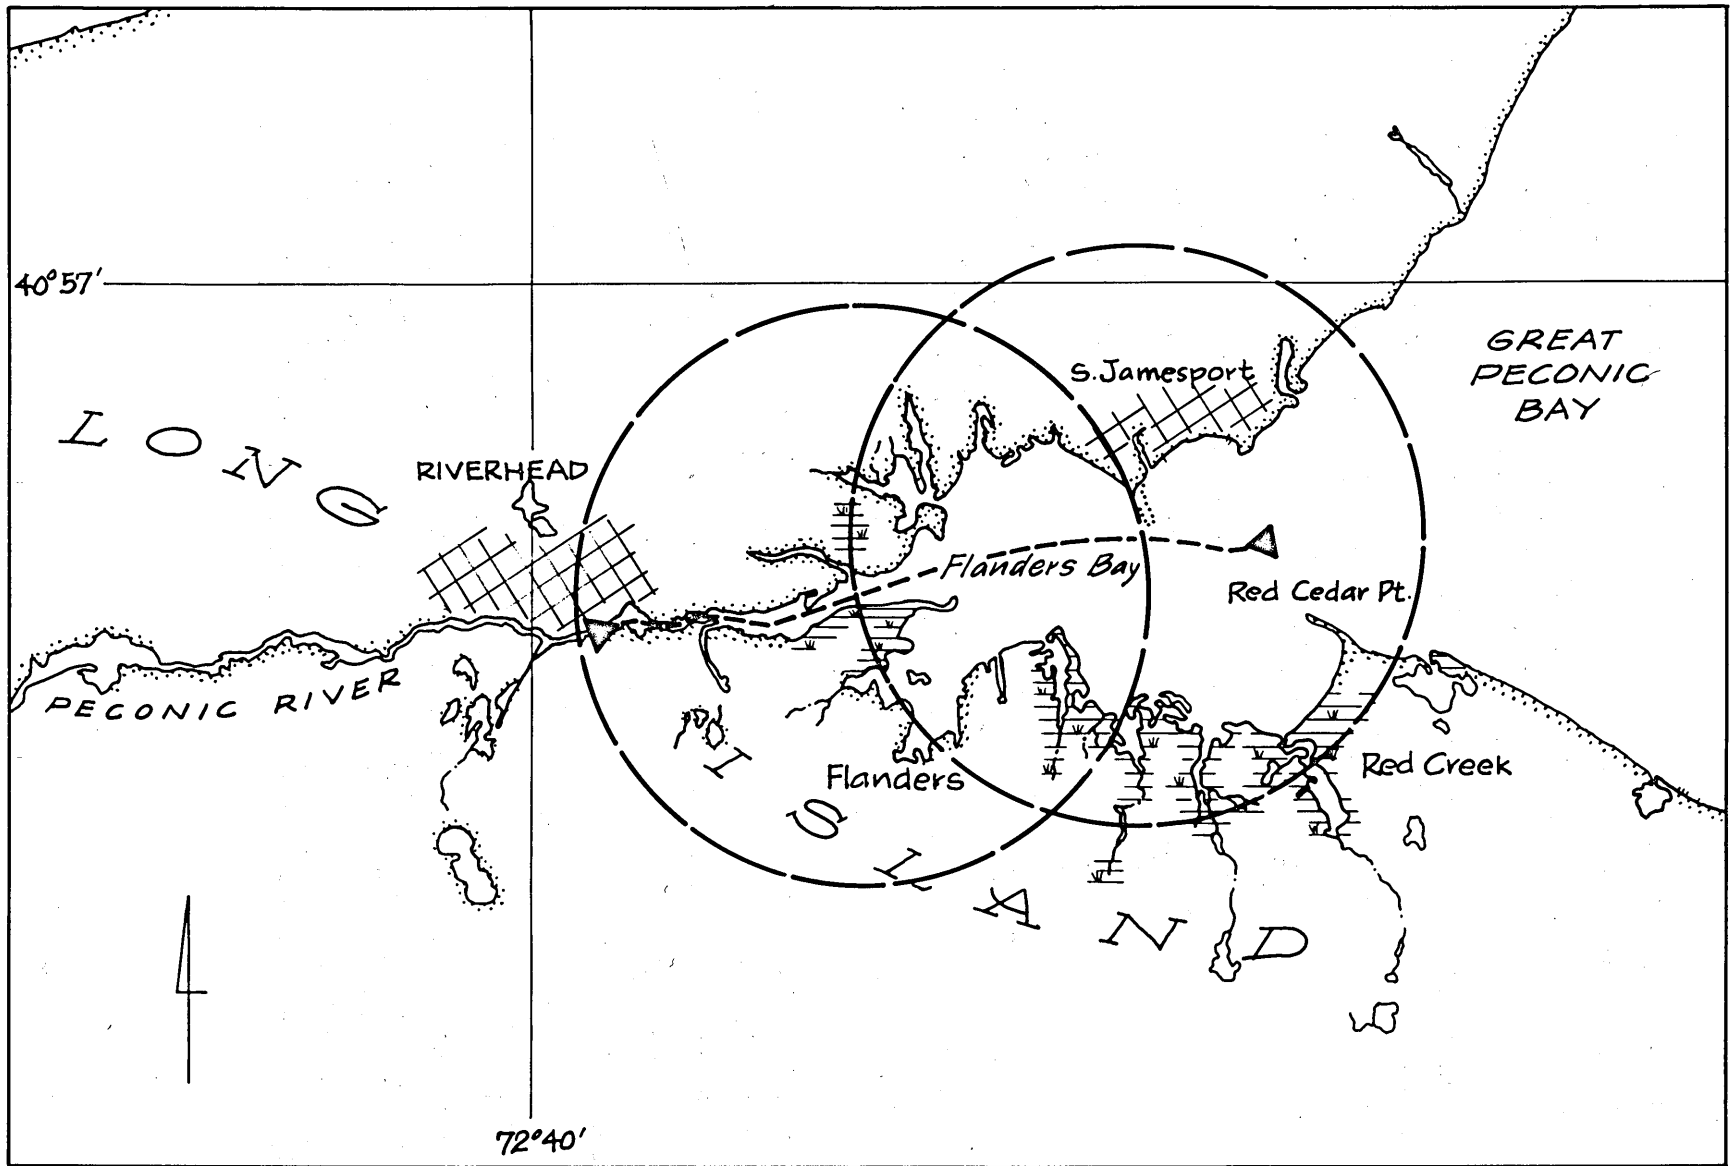 40°57'
GREAT
PECONIC
BAY
S. Jamesport
LONG
RIVERHEAD
Flanders Bay
Red Cedar Pt.
PECONIC RIVER
Flanders
Red Creek
ISLAND
72°40'